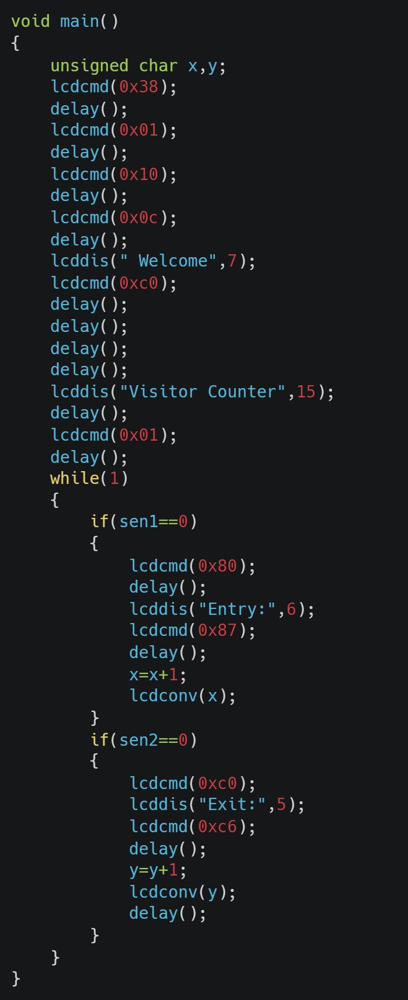 void main()
{
    unsigned char x,y;
    lcdcmd(0x38);
    delay();
    lcdcmd(0x01);
    delay();
    lcdcmd(0x10);
    delay();
    lcdcmd(0x0c);
    delay();
    lcddis(" Welcome",7);
    lcdcmd(0xc0);
    delay();
    delay();
    delay();
    delay();
    lcddis("Visitor Counter",15);
    delay();
    lcdcmd(0x01);
    delay();
    while(1)
    {
        if(sen1==0)
        {
            lcdcmd(0x80);
            delay();
            lcddis("Entry:",6);
            lcdcmd(0x87);
            delay();
            x=x+1;
            lcdconv(x);
        }
        if(sen2==0)
        {
            lcdcmd(0xc0);
            lcddis("Exit:",5);
            lcdcmd(0xc6);
            delay();
            y=y+1;
            lcdconv(y);
            delay();
        }
    }
}